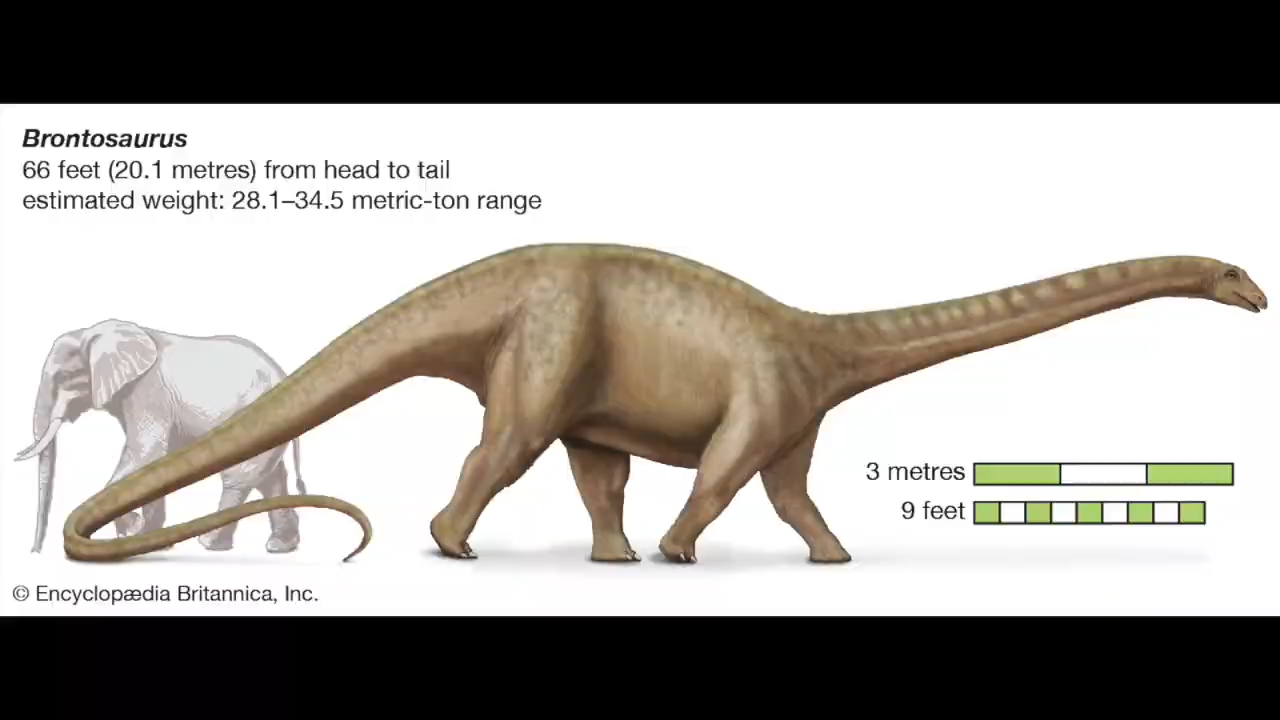 Brontosaurus
66 feet (20.1 metres) from head to tail
estimated weight: 28.1–34.5 metric-ton range
3 metres
9 feet
© Encyclopædia Britannica, Inc.